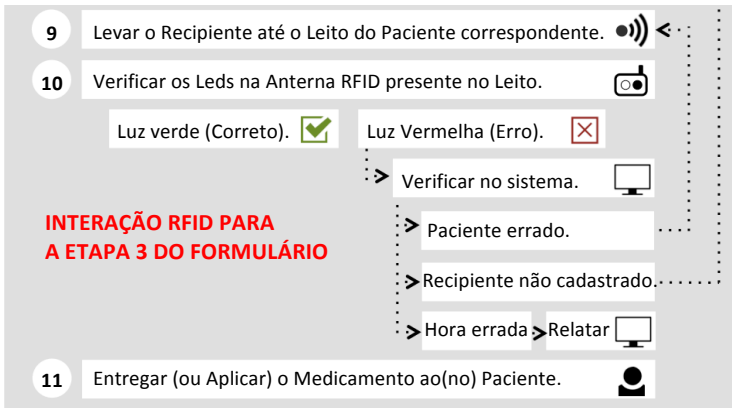 9 Levar o Recipiente até o Leito do Paciente correspondente.
10 Verificar os Leds na Anterna RFID presente no Leito.
Luz verde (Correto). Luz Vermelha (Erro).
Verificar no sistema.
INTERAÇÃO RFID PARA
A ETAPA 3 DO FORMULÁRIO
Paciente errado.
Recipiente não cadastrado.
Hora errada Relatar
11 Entregar (ou Aplicar) o Medicamento ao(no) Paciente.